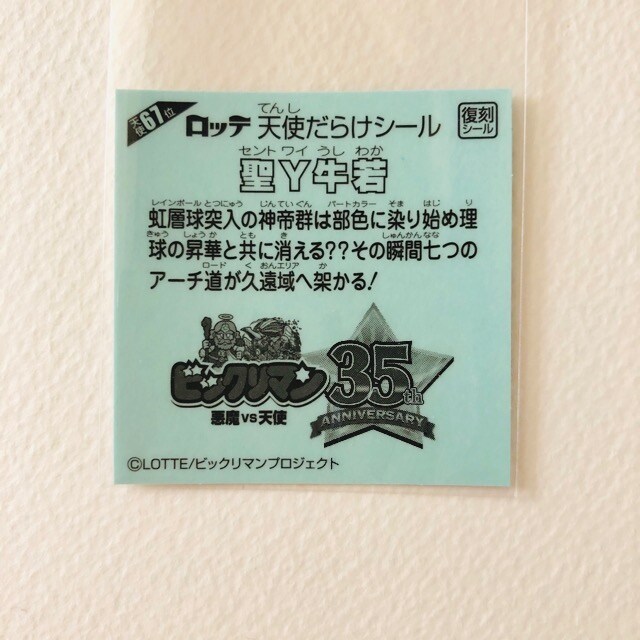 天使67位
ロッテ 天使だらけシール
てんし
復刻
シール
セント ワイ うし わか
聖Y牛若
レインボール とつにゅう じんていぐん パートカラー そま はじ り
虹層球突入の神帝群は部色に染り始め理
きゅう しょうか とも き しゅんかんなな
球の昇華と共に消える??その瞬間七つの
ロード く おんエリア か
アーチ道が久遠域へ架かる!
ビックリマン
悪魔VS天使
35th
ANNIVERSARY
©LOTTE/ビックリマンプロジェクト